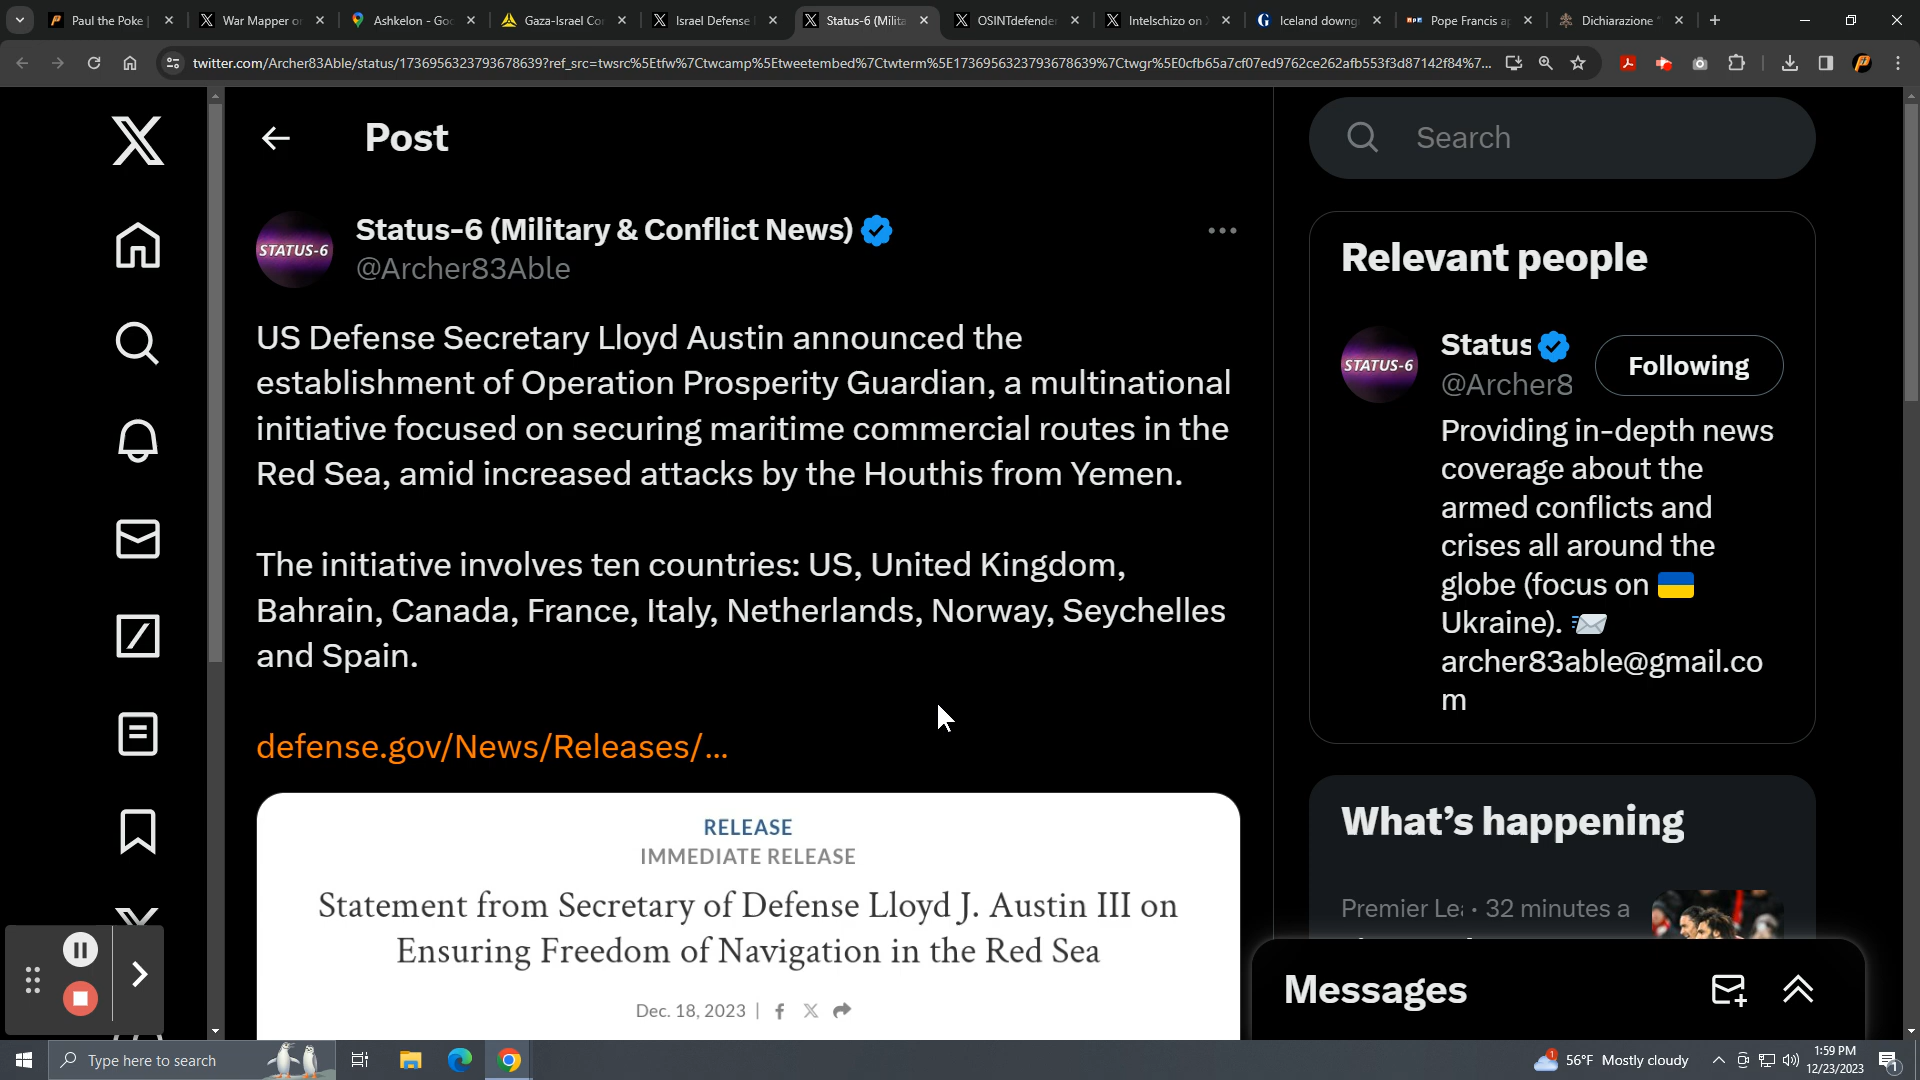 Paul the Poke
War Mapper or
Ashkelon - Goo
Gaza-Israel Co
Israel Defense
Status-6 (Milita
OSINTdefende
Intelschizo on
Iceland downg
Pope Francis a
Dichiarazione "
twitter.com/Archer83Able/status/1736956323793678639?ref_src=twsrc%5Etfw%7Ctwcamp%5Etweetembed%7Ctwterm%5E1736956323793678639%7Ctwgr%5E0cfb65a7cf07ed9762ce262afb553f3d87142f84%7...
Post
Search
STATUS-6
Status-6 (Military & Conflict News)
@Archer83Able
US Defense Secretary Lloyd Austin announced the
establishment of Operation Prosperity Guardian, a multinational
initiative focused on securing maritime commercial routes in the
Red Sea, amid increased attacks by the Houthis from Yemen.
The initiative involves ten countries: US, United Kingdom,
Bahrain, Canada, France, Italy, Netherlands, Norway, Seychelles
and Spain.
defense.gov/News/Releases/...
RELEASE
IMMEDIATE RELEASE
Statement from Secretary of Defense Lloyd J. Austin III on
Ensuring Freedom of Navigation in the Red Sea
Dec. 18, 2023
Relevant people
STATUS-6
Status
@Archer8
Following
Providing in-depth news
coverage about the
armed conflicts and
crises all around the
globe (focus on
Ukraine).
archer83able@gmail.co
m
What's happening
Premier Le · 32 minutes a
Messages
Type here to search
1
56°F Mostly cloudy
1:59 PM
12/23/2023
1